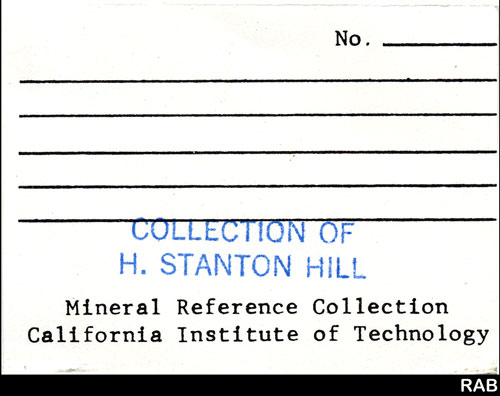 No.
COLLECTION OF
H. STANTON HILL
Mineral Reference Collection
California Institute of Technology
RAB